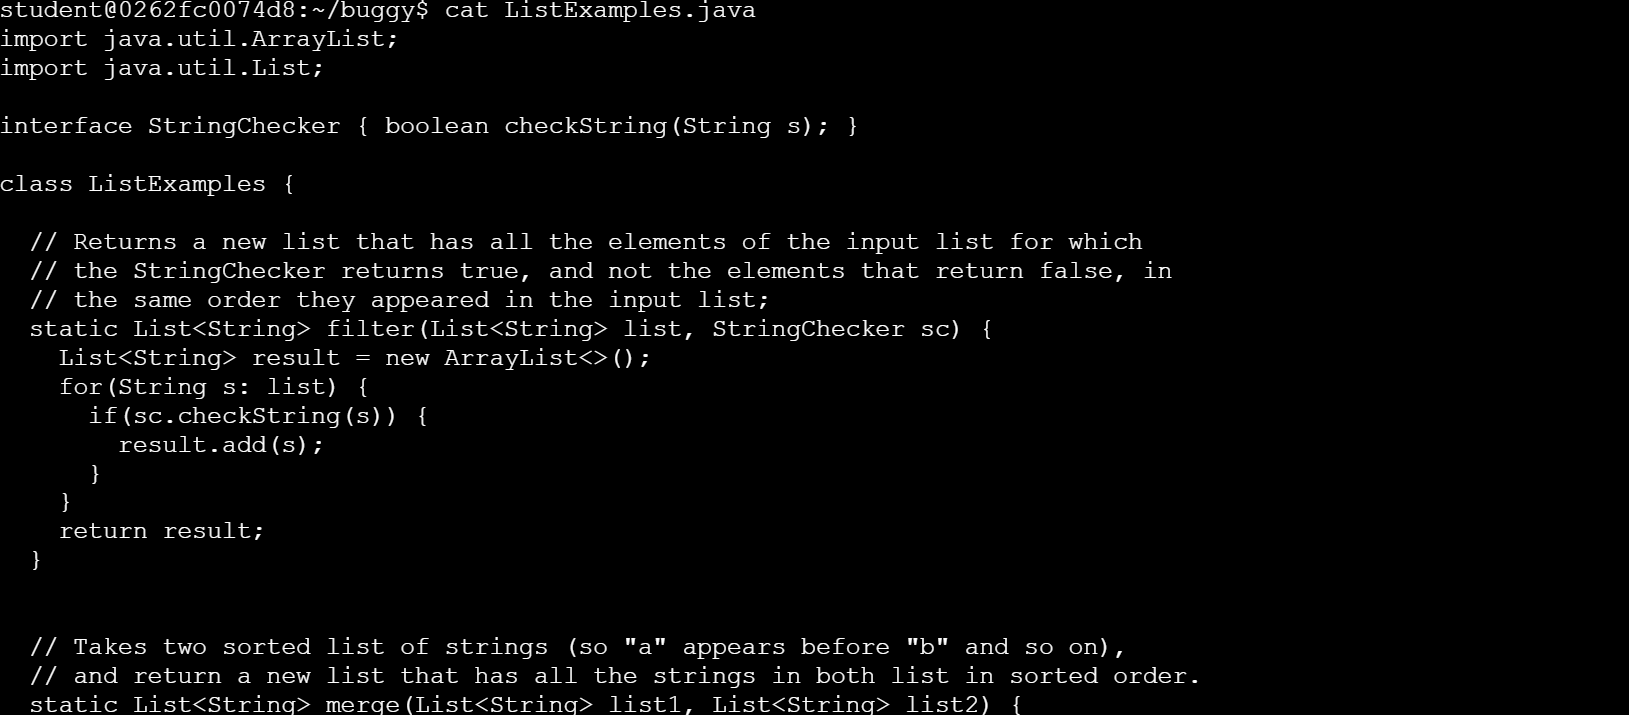 student@0262fc0074d8:~/buggy$ cat ListExamples.java
import java.util.ArrayList;
import java.util.List;

interface StringChecker { boolean checkString(String s); }

class ListExamples {

  // Returns a new list that has all the elements of the input list for which
  // the StringChecker returns true, and not the elements that return false, in
  // the same order they appeared in the input list;
  static List<String> filter(List<String> list, StringChecker sc) {
    List<String> result = new ArrayList<>();
    for(String s: list) {
      if(sc.checkString(s)) {
        result.add(s);
      }
    }
    return result;
  }


  // Takes two sorted list of strings (so "a" appears before "b" and so on),
  // and return a new list that has all the strings in both list in sorted order.
  static List<String> merge(List<String> list1, List<String> list2) {